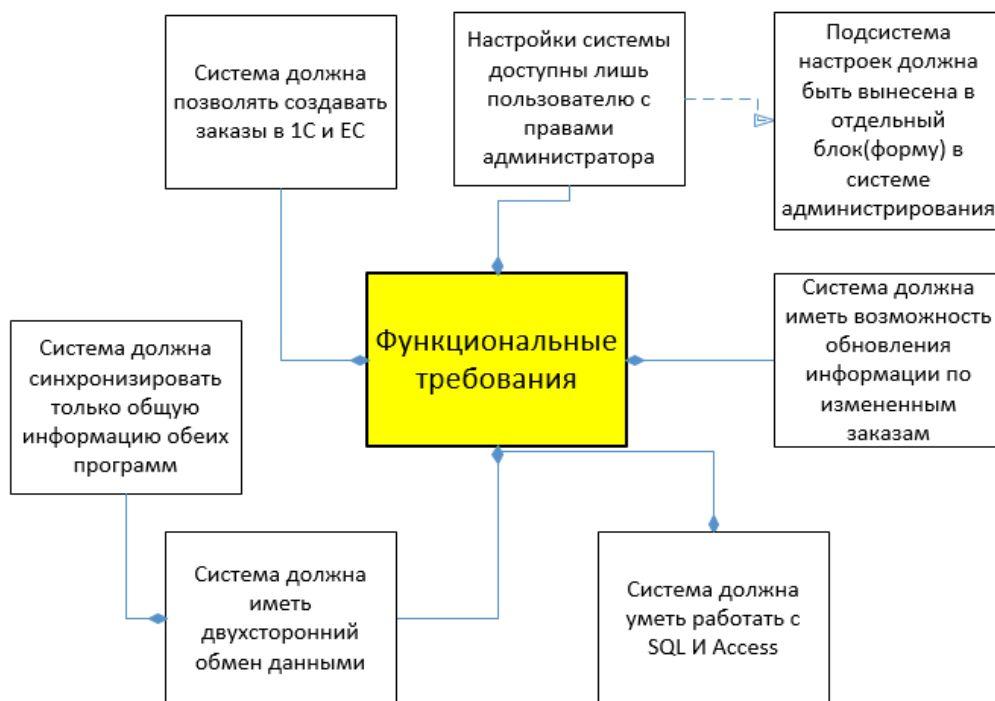 Система должна
позволять создавать
заказы в 1С и ЕС
Настройки системы
доступны лишь
пользователю с
правами
администратора
Подсистема
настроек должна
быть вынесена в
отдельный
блок(форму) в
системе
администрирования
Функциональные
требования
Система должна
иметь возможность
обновления
информации по
измененным
заказам
Система должна
синхронизировать
только общую
информацию обеих
программ
Система должна
иметь
двухсторонний
обмен данными
Система должна
уметь работать с
SQL И Access